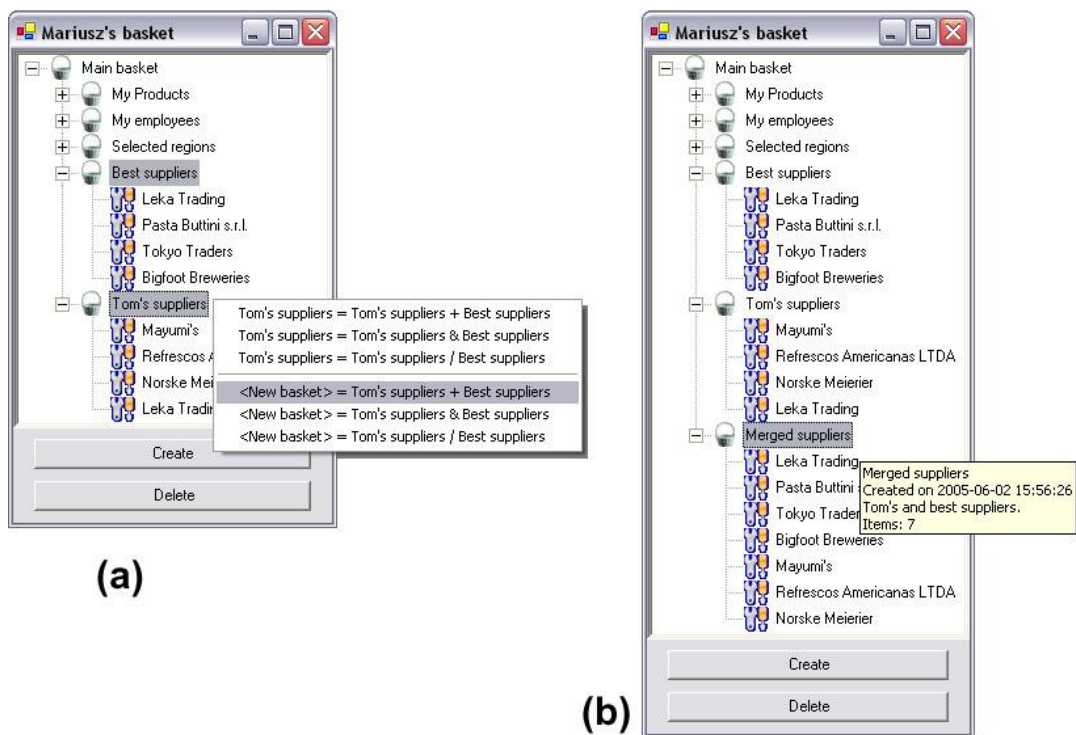 Mariusz's basket
Main basket
My Products
My employees
Selected regions
Best suppliers
Leka Trading
Pasta Buttini s.r.l.
Tokyo Traders
Bigfoot Breweries
Tom's suppliers
Mayumi's
Refrescos
Norske
Leka
Tom's suppliers = Tom's suppliers + Best suppliers
Tom's suppliers = Tom's suppliers & Best suppliers
Tom's suppliers = Tom's suppliers / Best suppliers
<New basket> = Tom's suppliers + Best suppliers
<New basket> = Tom's suppliers & Best suppliers
<New basket> = Tom's suppliers / Best suppliers
Create
Delete
(a)
Mariusz's basket
Main basket
My Products
My employees
Selected regions
Best suppliers
Leka Trading
Pasta Buttini s.r.l.
Tokyo Traders
Bigfoot Breweries
Tom's suppliers
Mayumi's
Refrescos Americanas LTDA
Norske Meierier
Leka Trading
Merged suppliers
Leka Trading
Pasta Buttini
Tokyo
Bigfoot Breweries
Mayumi's
Refrescos Americanas LTDA
Norske Meierier
Merged suppliers
Created on 2005-06-02 15:56:26
Tom's and best suppliers.
Items: 7
Create
Delete
(b)